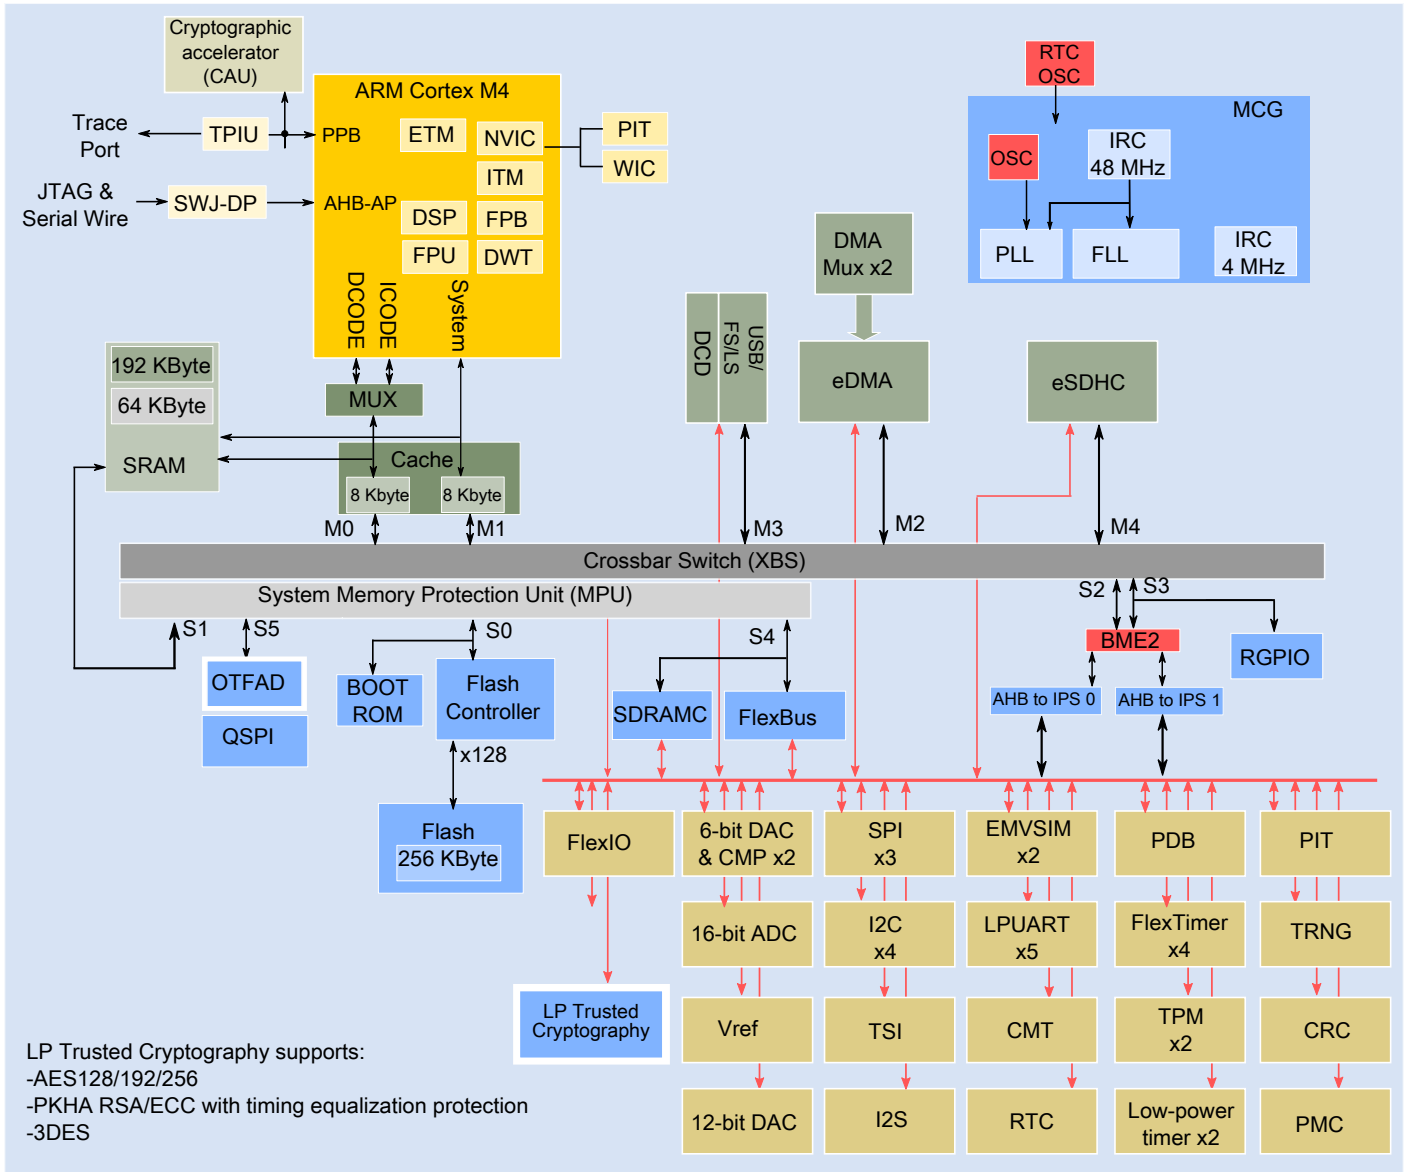 Cryptographic
accelerator
(CAU)
ARM Cortex M4
RTC
OSC
MCG
Trace
Port
TPIU
PPB
ETM
NVIC
PIT
WIC
ITM
OSC
IRC
48 MHz
JTAG &
Serial Wire
SWJ-DP
AHB-AP
DSP
FPB
FPU
DWT
DCODE
ICODE
System
DMA
Mux x2
PLL
FLL
IRC
4 MHz
192 KByte
64 KByte
SRAM
MUX
Cache
8 Kbyte
8 Kbyte
DCD
USB/
FS/LS
eDMA
eSDHC
M0
M1
M3
M2
M4
Crossbar Switch (XBS)
System Memory Protection Unit (MPU)
S1
S5
S0
S4
S2
S3
BME2
RGPIO
OTFAD
QSPI
BOOT
ROM
Flash
Controller
x128
Flash
256 KByte
SDRAMC
FlexBus
AHB to IPS 0
AHB to IPS 1
FlexIO
6-bit DAC
& CMP x2
SPI
x3
EMVSIM
x2
PDB
PIT
16-bit ADC
I2C
x4
LPUART
x5
FlexTimer
x4
TRNG
LP Trusted
Cryptography
Vref
TSI
CMT
TPM
x2
CRC
12-bit DAC
I2S
RTC
Low-power
timer x2
PMC
LP Trusted Cryptography supports:
-AES128/192/256
-PKHA RSA/ECC with timing equalization protection
-3DES